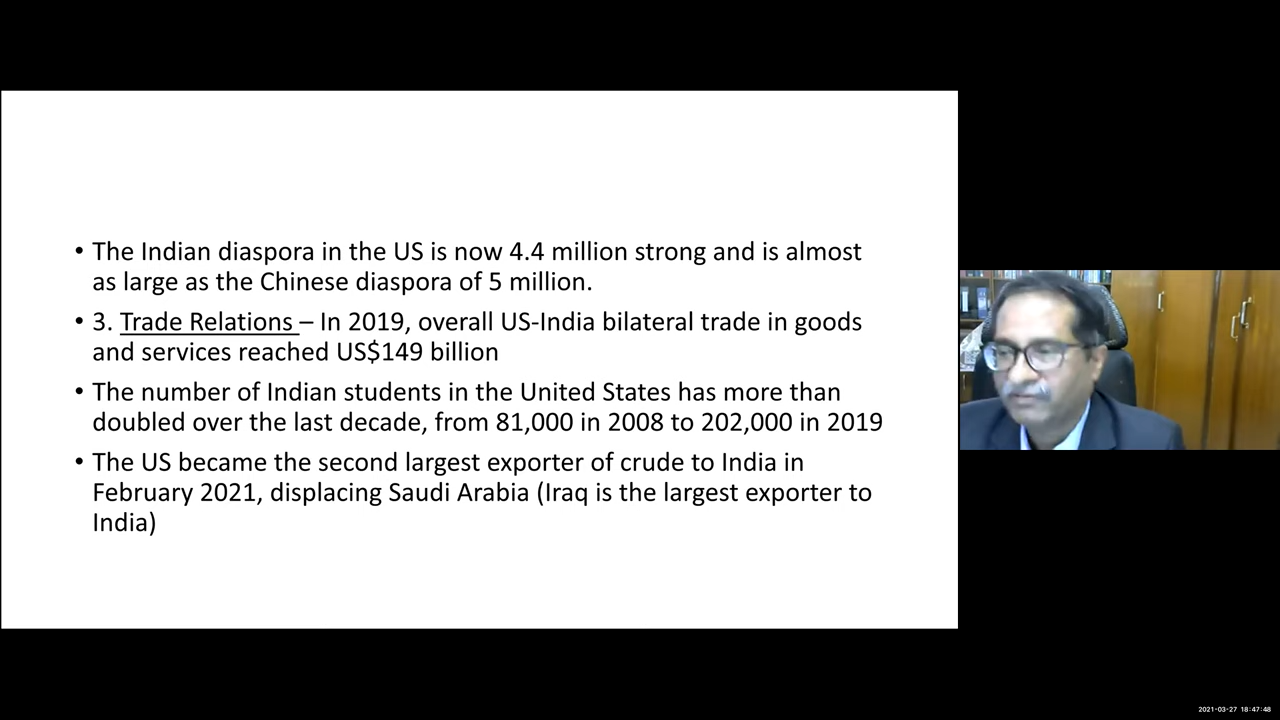 • The Indian diaspora in the US is now 4.4 million strong and is almost
as large as the Chinese diaspora of 5 million.
• 3. Trade Relations – In 2019, overall US-India bilateral trade in goods
and services reached US$149 billion
• The number of Indian students in the United States has more than
doubled over the last decade, from 81,000 in 2008 to 202,000 in 2019
• The US became the second largest exporter of crude to India in
February 2021, displacing Saudi Arabia (Iraq is the largest exporter to
India)
2021-03-27 18:47:48